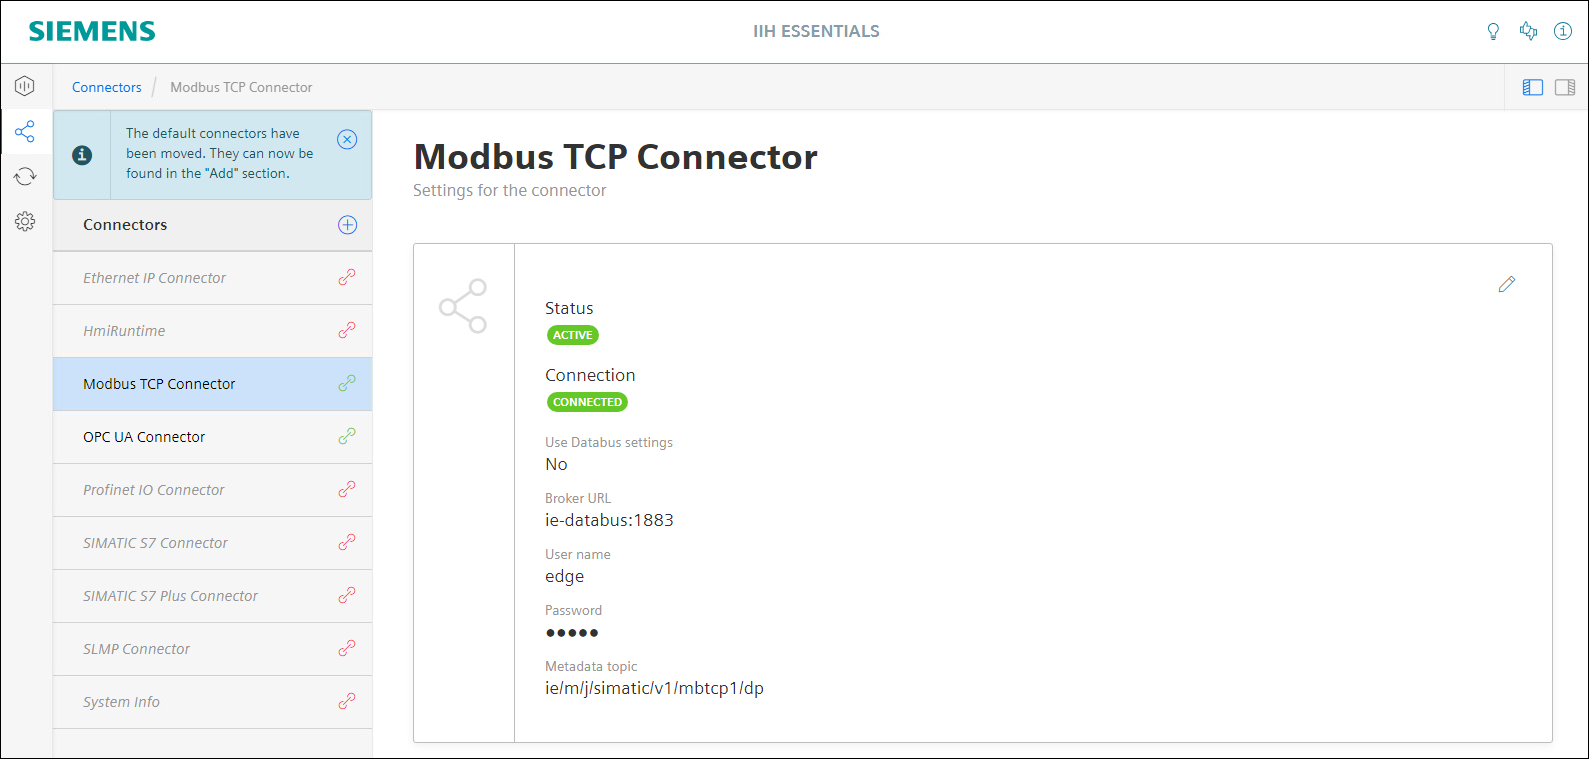 SIEMENS
IIH ESSENTIALS
Connectors
Modbus TCP Connector
The default connectors have
been moved. They can now be
found in the "Add" section.
Connectors
Ethernet IP Connector
HmiRuntime
Modbus TCP Connector
OPC UA Connector
Profinet IO Connector
SIMATIC S7 Connector
SIMATIC S7 Plus Connector
SLMP Connector
System Info
Modbus TCP Connector
Settings for the connector
Status
ACTIVE
Connection
CONNECTED
Use Databus settings
No
Broker URL
ie-databus:1883
User name
edge
Password
●●●●●
Metadata topic
ie/m/j/simatic/v1/mbtcp1/dp